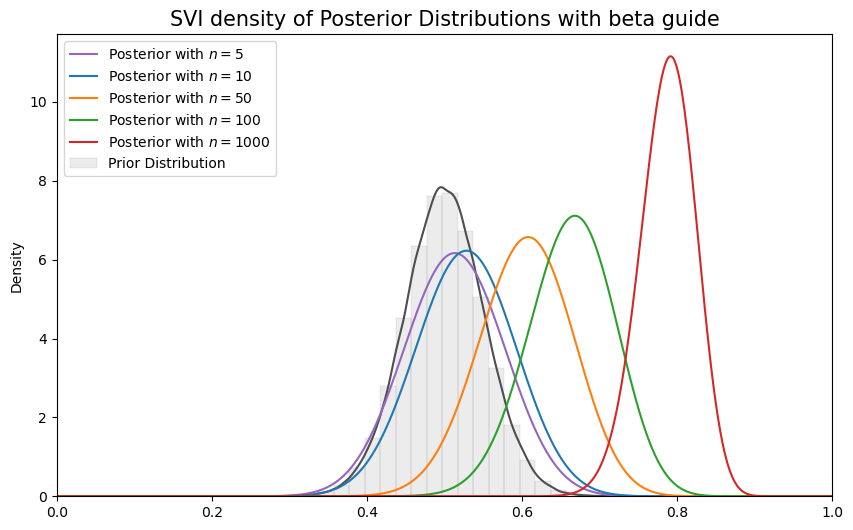 SVI density of Posterior Distributions with beta guide
Posterior with n = 5
Posterior with n = 10
Posterior with n = 50
Posterior with n = 100
Posterior with n = 1000
Prior Distribution
Density
10
8
6
4
2
0
0.0 0.2 0.4 0.6 0.8 1.0